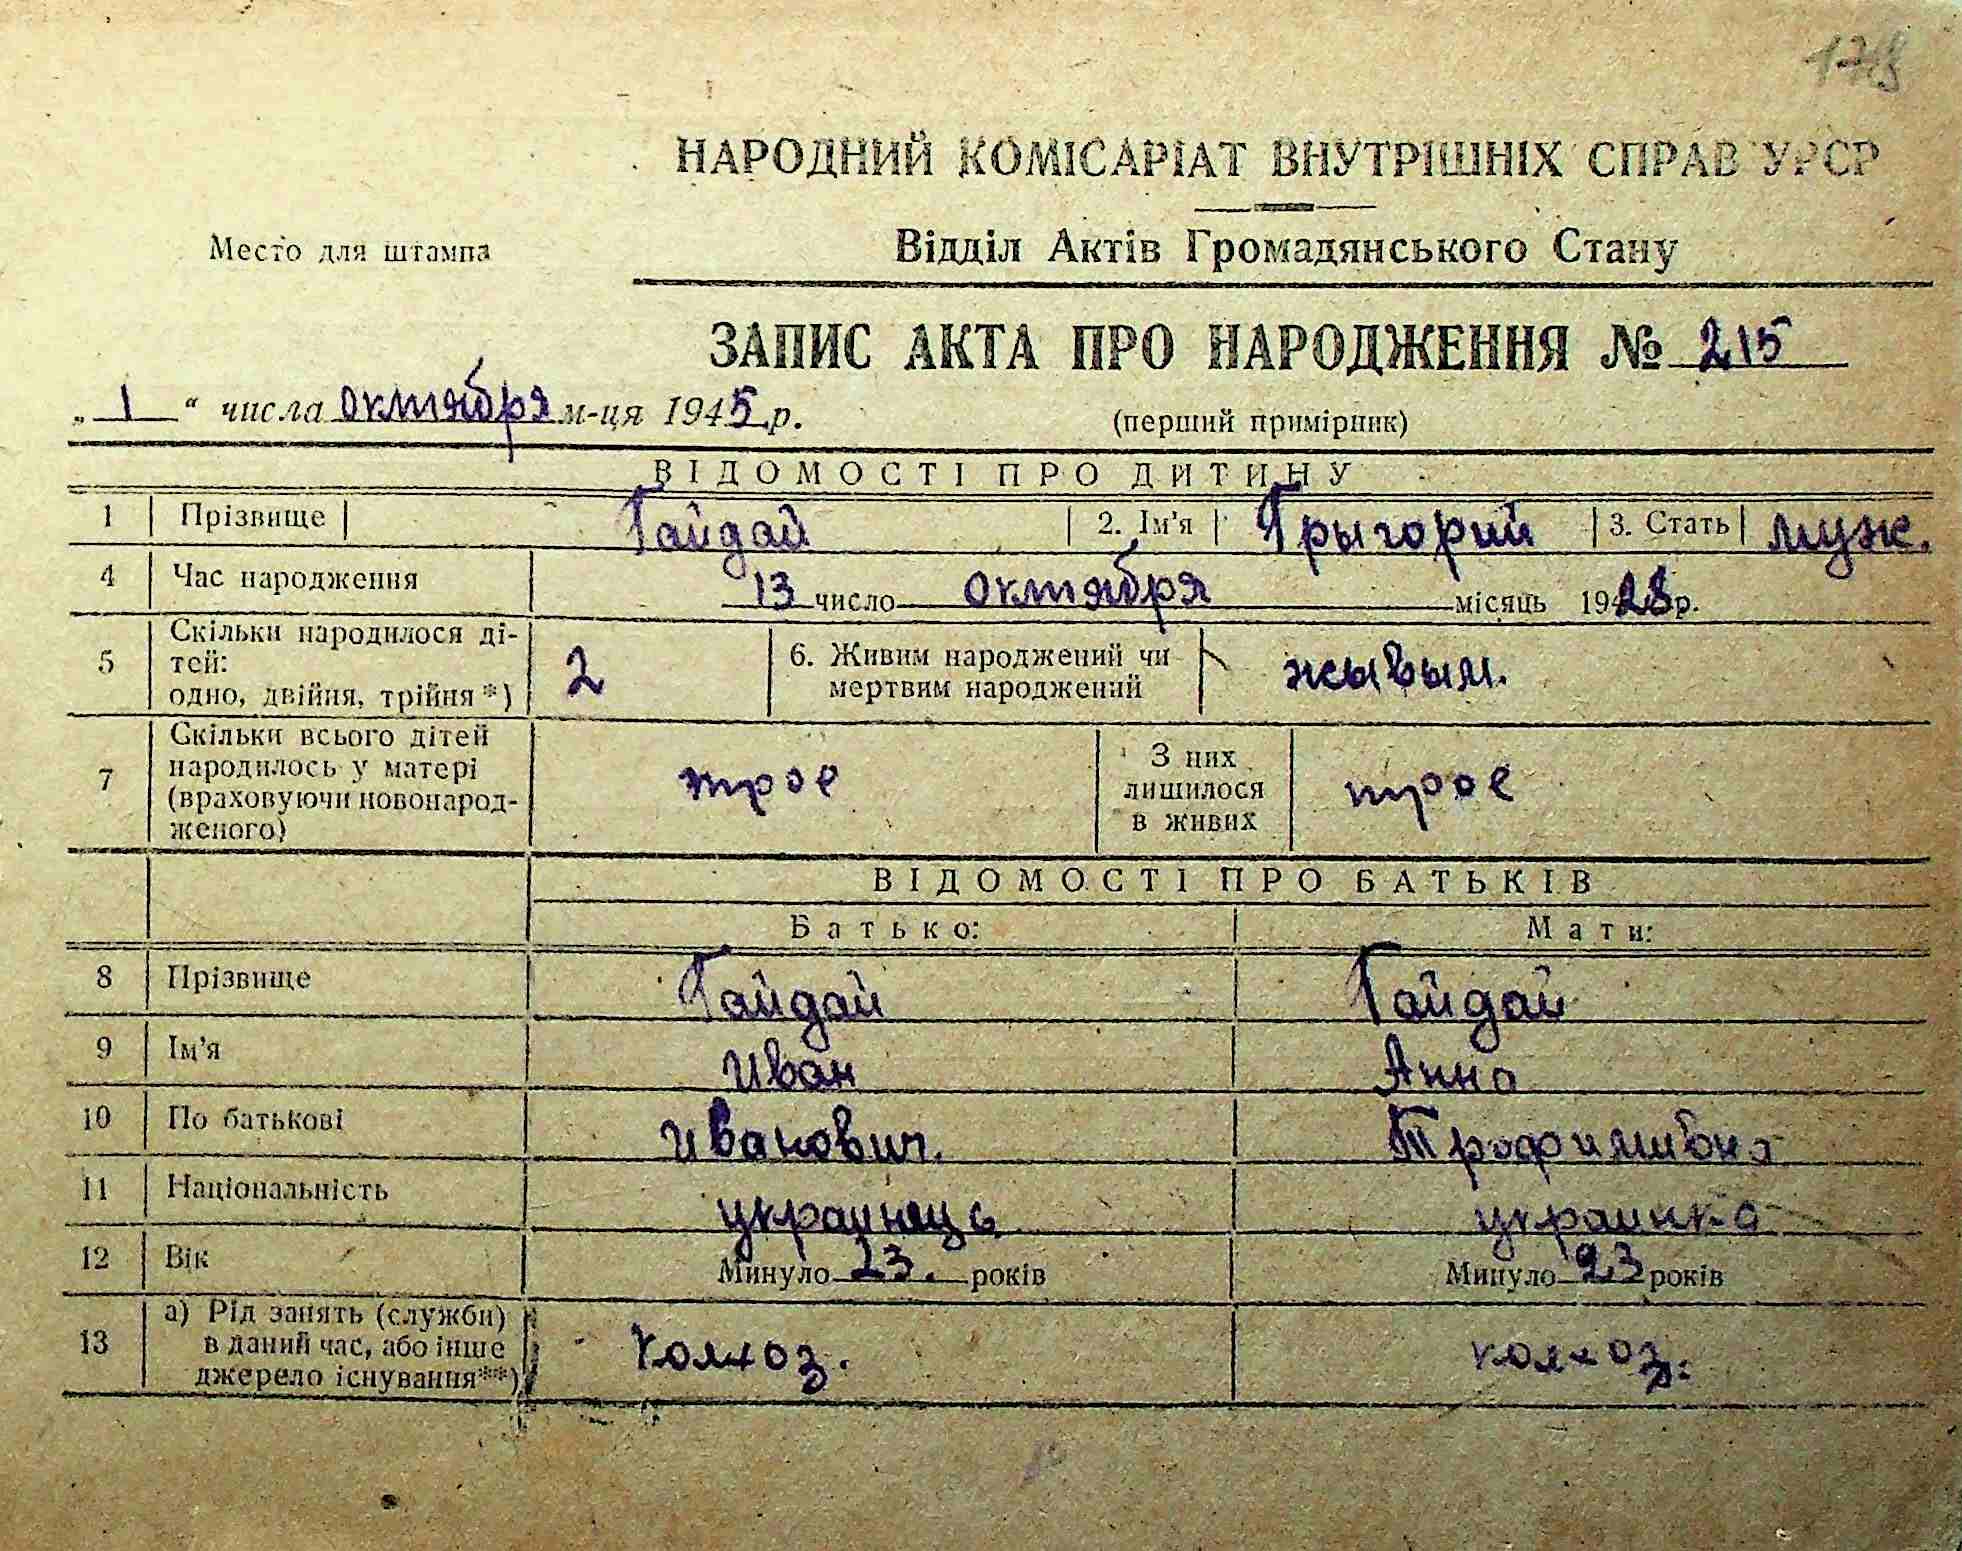 178
НАРОДНИЙ КОМІСАРІАТ ВНУТРІШНІХ СПРАВ УРСР
Место для штампа
Відділ Актів Громадянського Стану
ЗАПИС АКТА ПРО НАРОДЖЕННЯ № 215
„ 1 “ числа октября м-ця 1945 р.
(перший примірник)
ВІДОМОСТІ ПРО ДИТИНУ
1 Прізвище Гайдай 2. Ім'я Грыгорий 3. Стать муж.
4 Час народження 13 число октября місяць 1928 р.
5 Скільки народилося ді-
тей:
одно, двійня, трійня *) 2 6. Живим народжений чи
мертвим народжений жывым.
7 Скільки всього дітей
народилось у матері
(враховуючи новонарод-
женого) трое З них
лишилося
в живих трое
ВІДОМОСТІ ПРО БАТЬКІВ
Батько: Мати:
8 Прізвище Гайдай Гайдай
9 Ім'я Иван Анна
10 По батькові Иванович. Трофимивна
11 Національність украинець украинка
12 Вік Минуло 23. років Минуло 23 років
13 а) Рід занять (служби)
в даний час, або інше
джерело існування**) колхоз. колхоз.